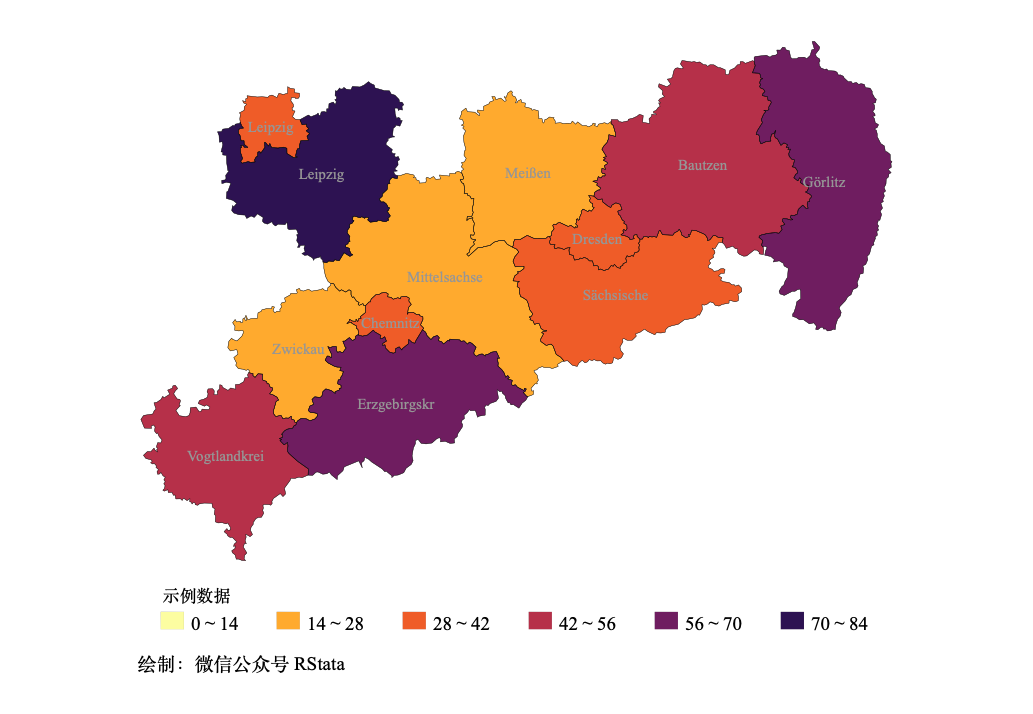 Leipzig
Leipzig
Meißen
Bautzen
Görlitz
Dresden
Mittelsachse
Sächsische
Chemnitz
Zwickau
Erzgebirgskr
Vogtlandkrei
示例数据
0 ~ 14 14 ~ 28 28 ~ 42 42 ~ 56 56 ~ 70 70 ~ 84
绘制：微信公众号 RStata